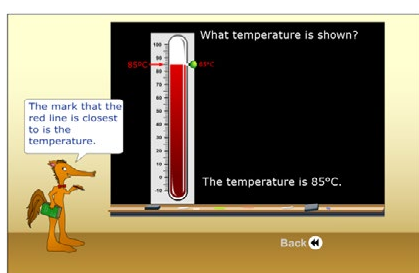 What temperature is shown?
100
90
85°C
80
70
60
50
40
30
20
10
0
-10
The mark that the
red line is closest
to is the
temperature.
The temperature is 85°C.
Back